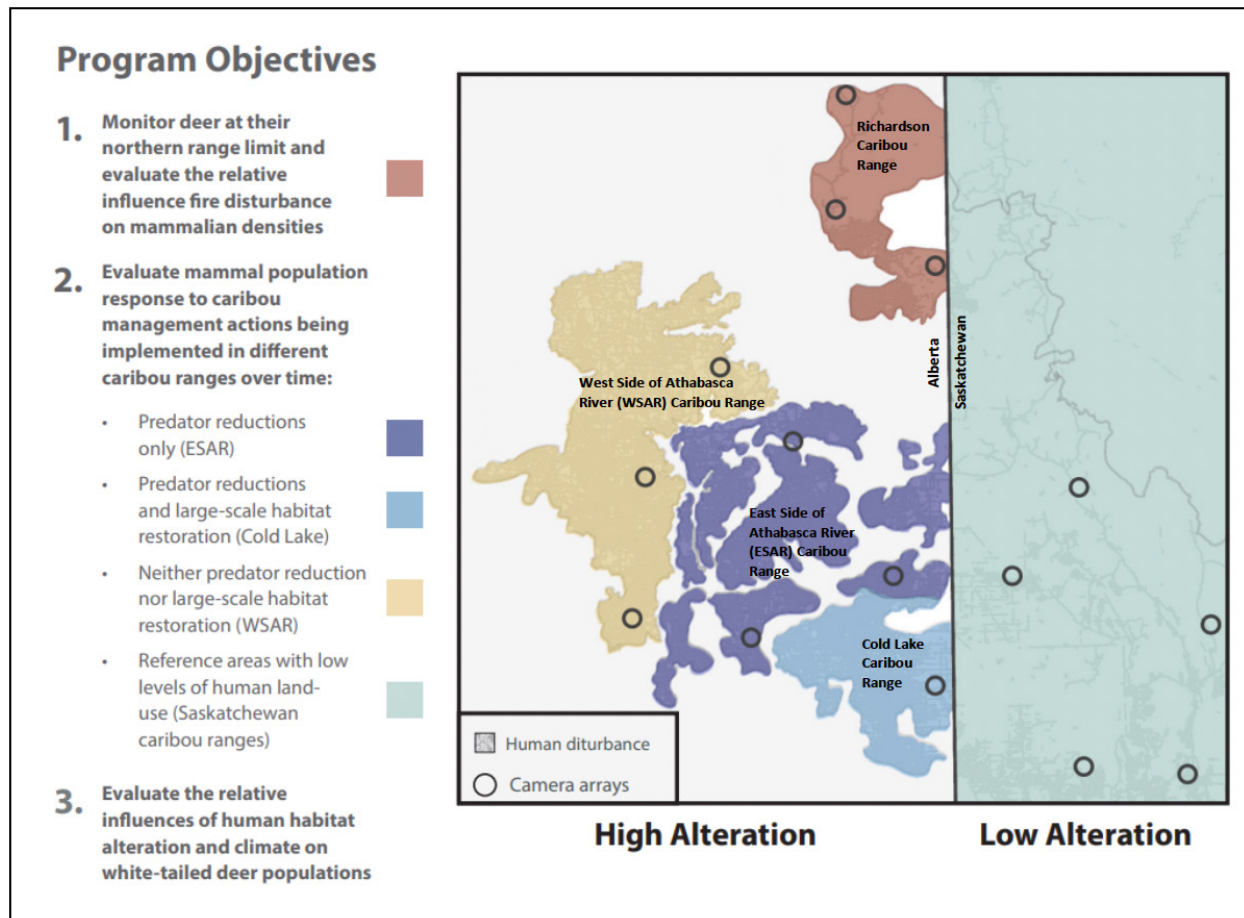 Program Objectives
1. Monitor deer at their
northern range limit and
evaluate the relative
influence fire disturbance
on mammalian densities
2. Evaluate mammal population
response to caribou
management actions being
implemented in different
caribou ranges over time:
• Predator reductions
only (ESAR)
• Predator reductions
and large-scale habitat
restoration (Cold Lake)
• Neither predator reduction
nor large-scale habitat
restoration (WSAR)
• Reference areas with low
levels of human land-
use (Saskatchewan
caribou ranges)
3. Evaluate the relative
influences of human habitat
alteration and climate on
white-tailed deer populations
Richardson
Caribou
Range
Alberta
Saskatchewan
West Side of Athabasca
River (WSAR) Caribou Range
East Side of
Athabasca River
(ESAR) Caribou
Range
Cold Lake
Caribou
Range
Human diturbance
Camera arrays
High Alteration
Low Alteration